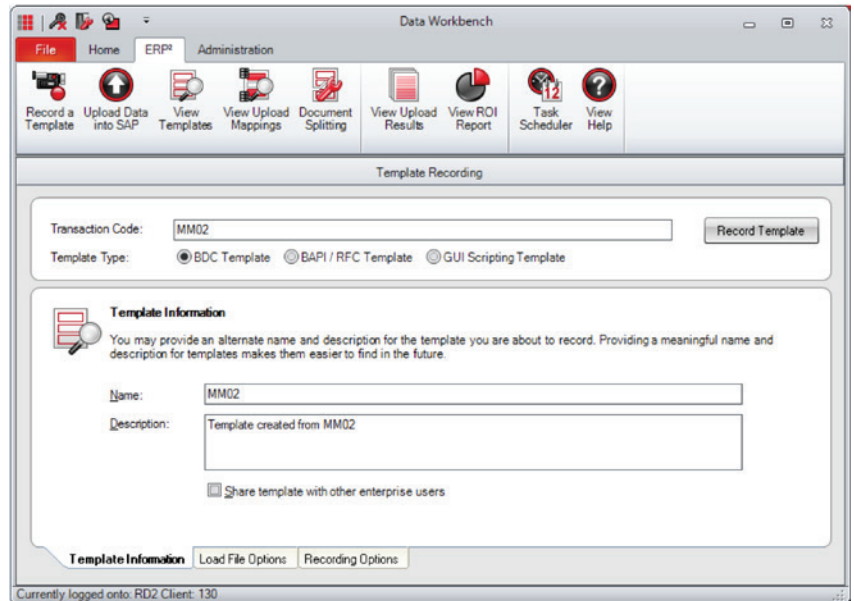 Data Workbench
File Home ERP² Administration
Record a Template
Upload Data into SAP
View Templates
View Upload Mappings
Document Splitting
View Upload Results
View ROI Report
12
Task Scheduler
View Help
Template Recording
Transaction Code: MM02 Record Template
Template Type: BDC Template BAPI / RFC Template GUI Scripting Template
Template Information
You may provide an alternate name and description for the template you are about to record. Providing a meaningful name and
description for templates makes them easier to find in the future.
Name: MM02
Description: Template created from MM02
Share template with other enterprise users
Template Information Load File Options Recording Options
Currently logged onto: RD2 Client: 130